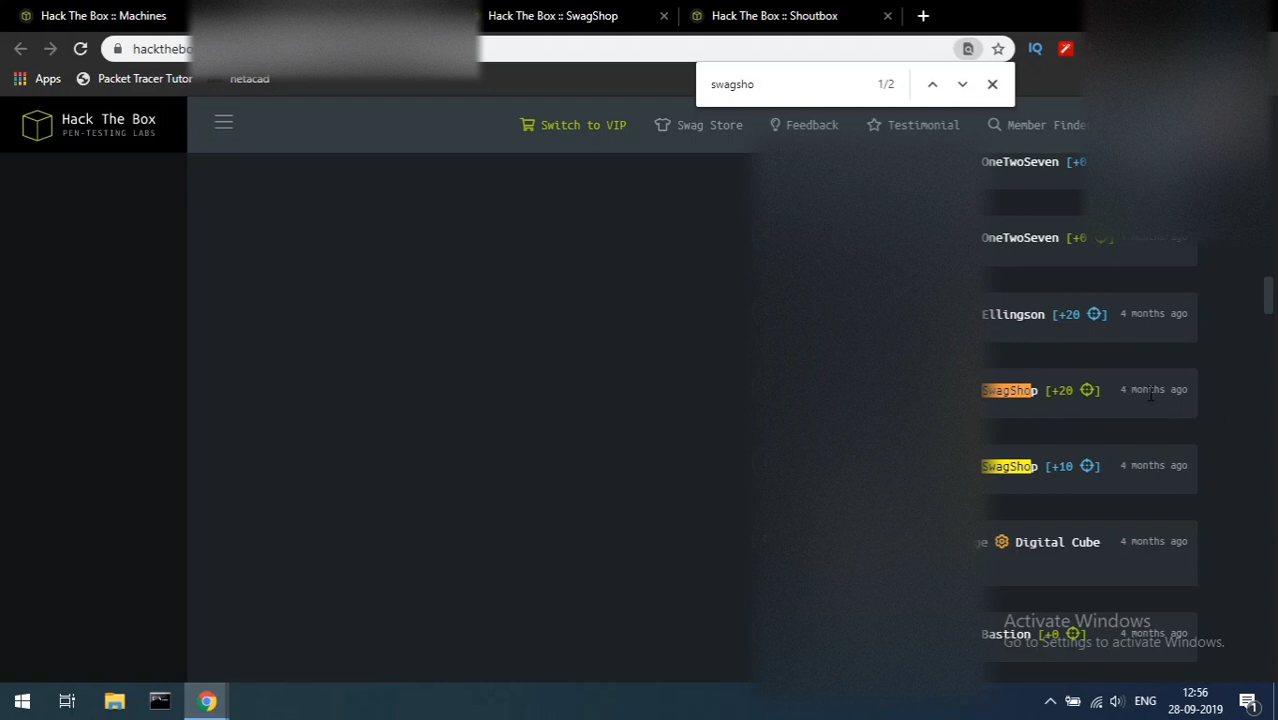 Hack The Box :: Machines
Hack The Box :: SwagShop
Hack The Box :: Shoutbox
Apps
Packet Tracer Tutor
netacad
IQ
swagsho
1/2
Hack The Box
PEN-TESTING LABS
Switch to VIP
Swag Store
Feedback
Testimonial
Member Finde
OneTwoSeven [+0
OneTwoSeven [+0 ]
Ellingson [+20 ] 4 months ago
SwagShop [+20 ] 4 months ago
SwagShop [+10 ] 4 months ago
Digital Cube 4 months ago
Bastion [+0 ] 4 months ago
Activate Windows
Go to Settings to activate Windows.
ENG
12:56
28-09-2019
1